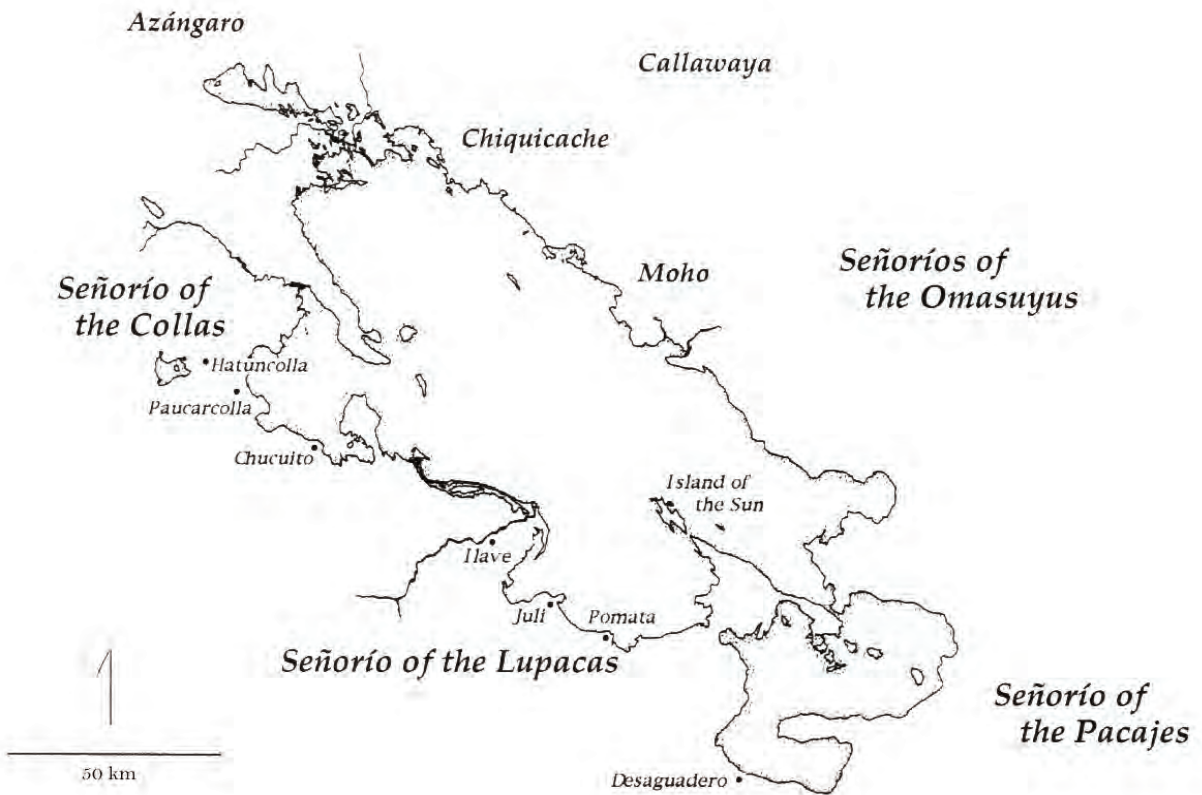 Azángaro
Callawaya
Chiquicache
Moho
Señoríos of
the Omasuyus
Señorío of
the Collas
Hatuncolla
Paucarcolla
Chucuito
Island of
the Sun
Ilave
Juli
Pomata
Señorío of the Lupacas
Señorío of
the Pacajes
50 km
Desaguadero